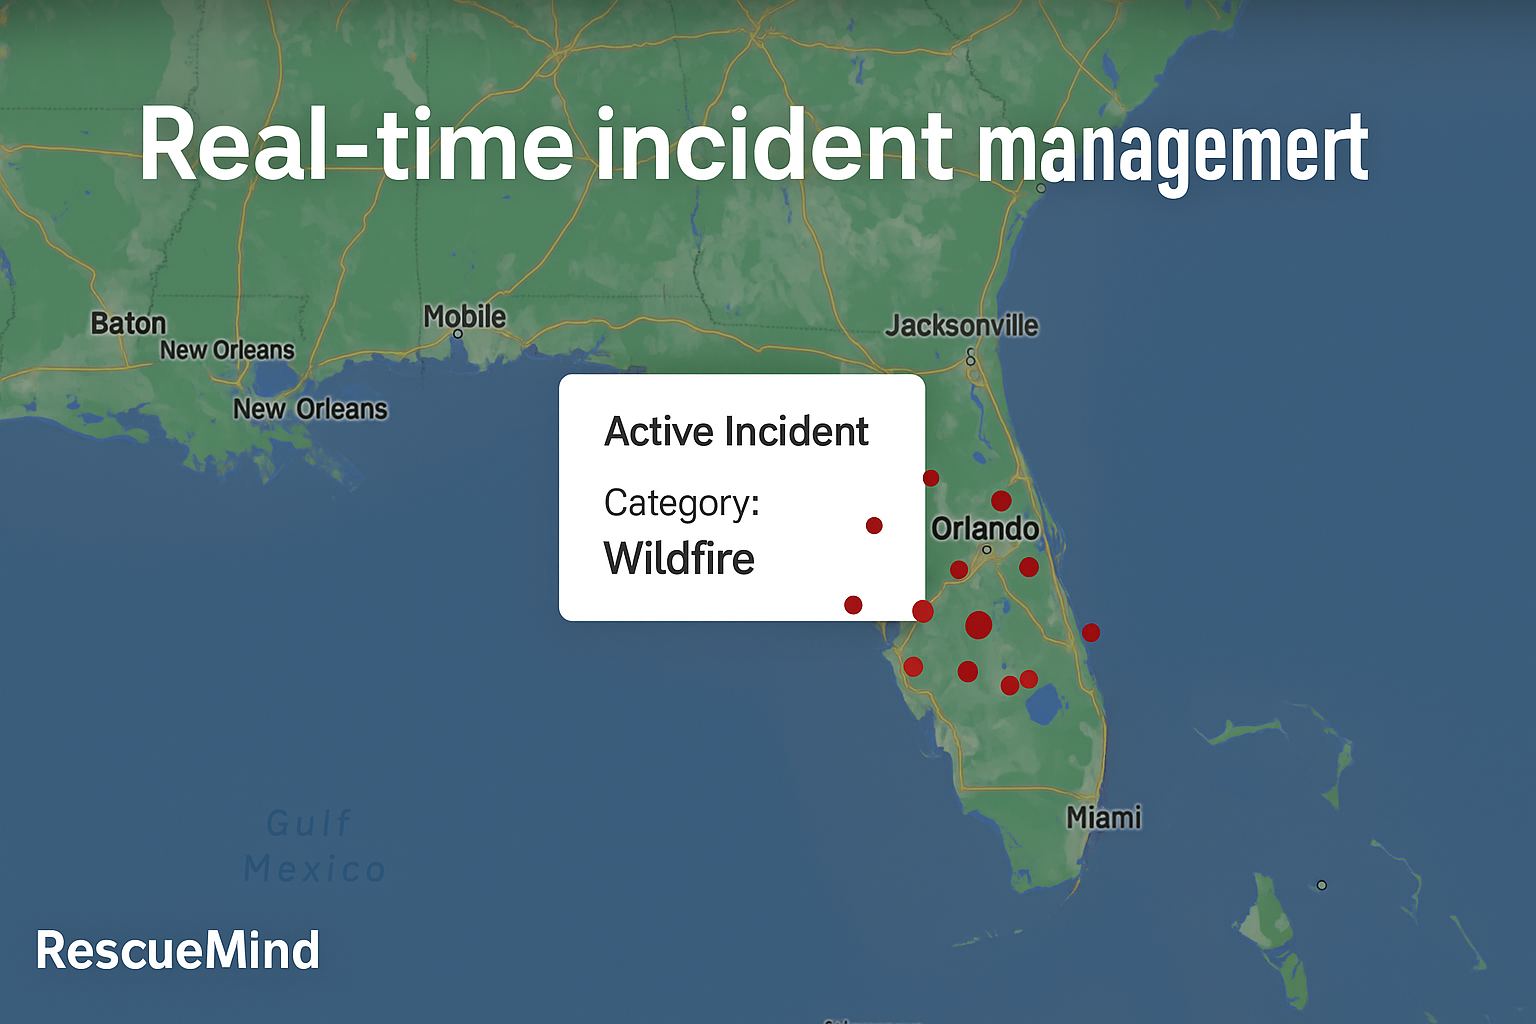 Real-time incident managemert
Mobile
Baton
Jacksonville
New Orleans
New Orleans
Active Incident
Category:
Wildfire
Orlando
Miami
Gulf
Mexico
RescueMind